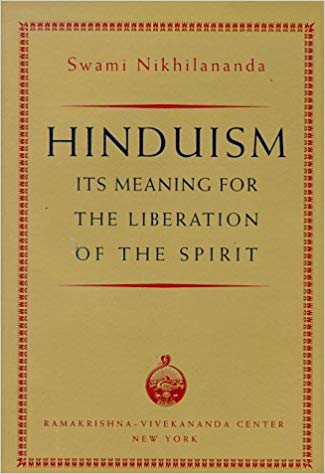 Swami Nikhilananda
HINDUISM
ITS MEANING FOR
THE LIBERATION
OF THE SPIRIT
RAMAKRISHNA-VIVEKANANDA CENTER
NEW YORK